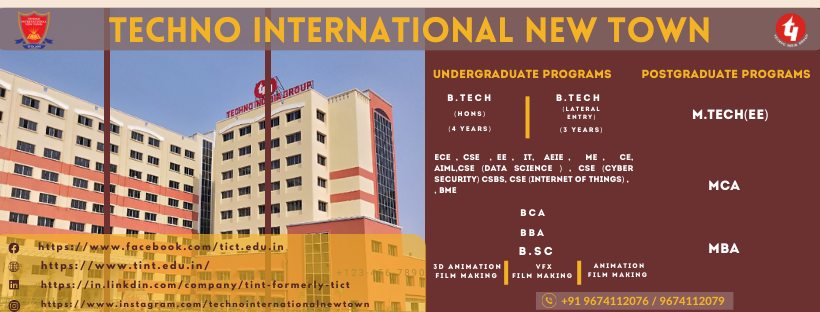 TECHNO INTERNATIONAL NEW TOWN
TECHNO INDIA GROUP
https://www.facebook.com/tict.edu.in
https://www.tint.edu.in/
https://in.linkdin.com/company/tint-formerly-tict
https://www.instagram.com/technointernationalnewtown
UNDERGRADUATE PROGRAMS
B.TECH
(HONS)
(4 YEARS)
B.TECH
(LATERAL
ENTRY)
(3 YEARS)
ECE , CSE , EE , IT, AEIE , ME , CE,
AIML,CSE (DATA SCIENCE ) , CSE (CYBER
SECURITY) CSBS, CSE (INTERNET OF THINGS) ,
, BME
BCA
BBA
B.SC
3D ANIMATION
FILM MAKING
VFX
FILM MAKING
ANIMATION
FILM MAKING
POSTGRADUATE PROGRAMS
M.TECH(EE)
MCA
MBA
+91 9674112076 / 9674112079